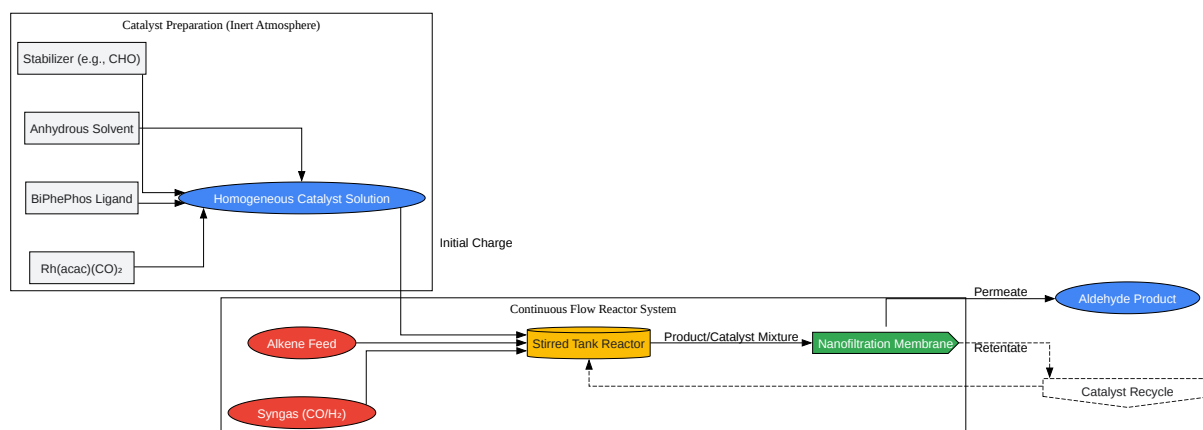 Catalyst Preparation (Inert Atmosphere)
Stabilizer (e.g., CHO)
Anhydrous Solvent
BiPhePhos Ligand
Homogeneous Catalyst Solution
Rh(acac)(CO)₂
Initial Charge
Continuous Flow Reactor System
Alkene Feed
Syngas (CO/H₂)
Stirred Tank Reactor
Product/Catalyst Mixture
Nanofiltration Membrane
Permeate
Aldehyde Product
Retentate
Catalyst Recycle